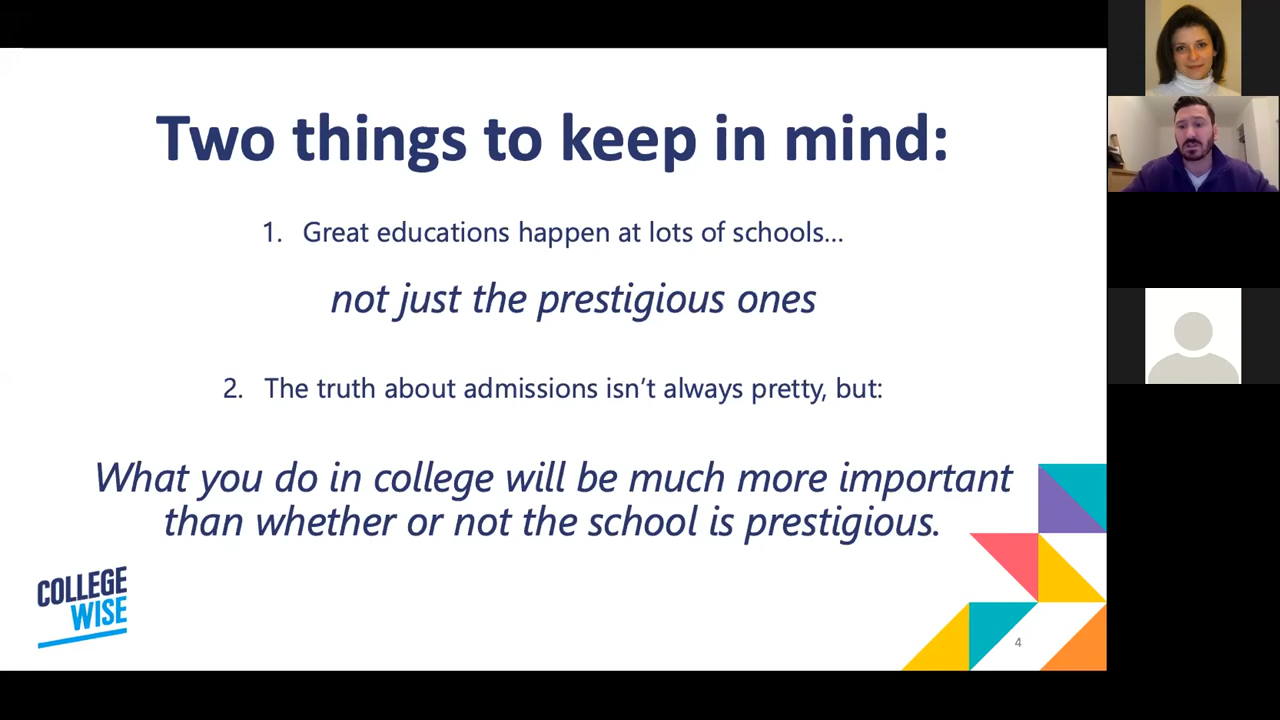 Two things to keep in mind:
1. Great educations happen at lots of schools...
not just the prestigious ones
2. The truth about admissions isn't always pretty, but:
What you do in college will be much more important
than whether or not the school is prestigious.
COLLEGE
WISE
4